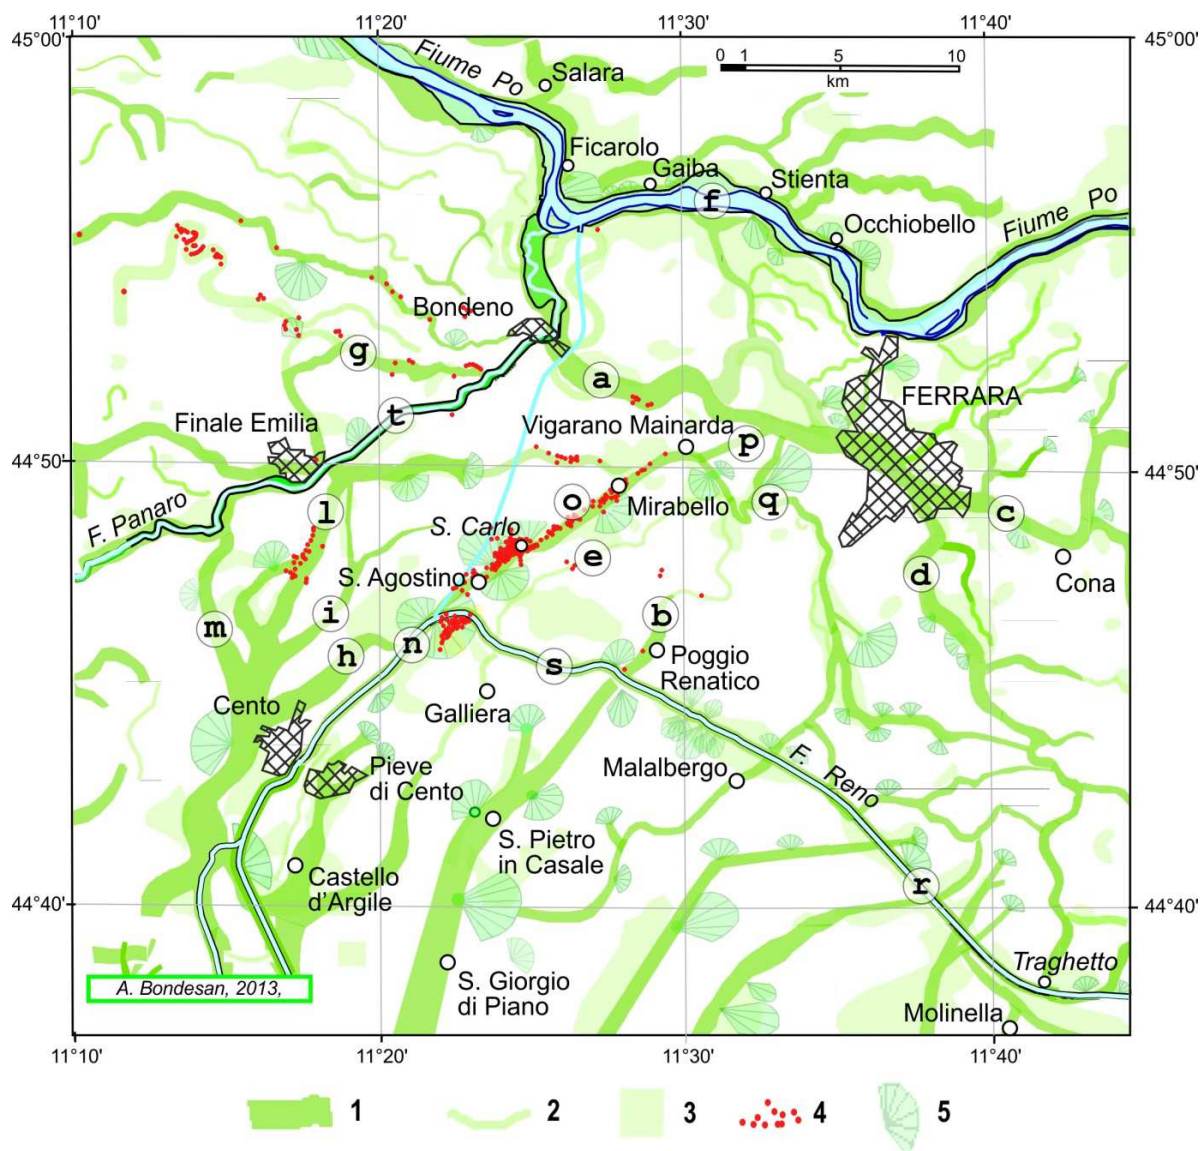 11°10' 11°20' 11°30' 11°40'
45°00' 45°00'
0 1 5 10
km
Fiume Po
Salara
Ficarolo
Gaiba
Stienta
f
Occhiobello
Fiume Po
Bondeno
g
a
t
FERRARA
Finale Emilia
Vigarano Mainarda
p
44°50' 44°50'
F. Panaro
l
o
Mirabello
q
c
S. Carlo
e
Cona
S. Agostino
d
m
i
b
h
n
s
Poggio
Renatico
Cento
Galliera
Pieve
di Cento
Malalbergo
F. Reno
S. Pietro
in Casale
Castello
d'Argile
r
44°40' 44°40'
S. Giorgio
di Piano
Traghetto
A. Bondesan, 2013,
Molinella
11°10' 11°20' 11°30' 11°40'
1 2 3 4 5